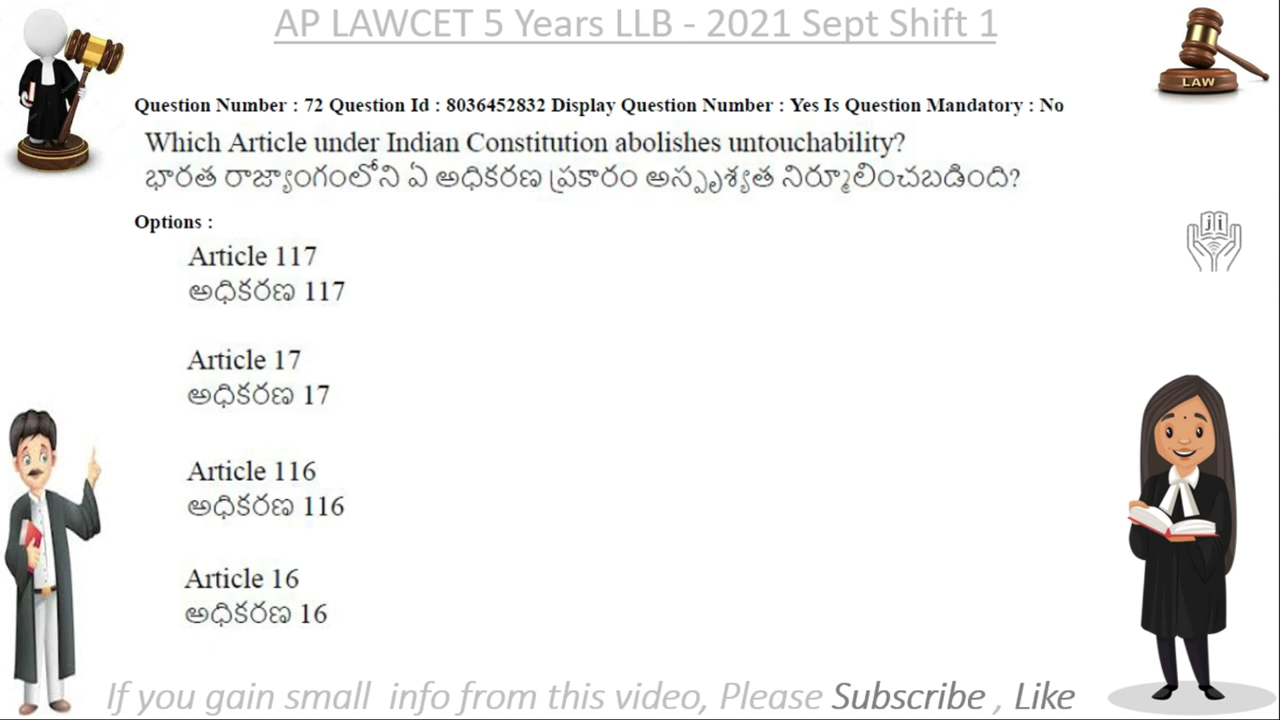 AP LAWCET 5 Years LLB - 2021 Sept Shift 1
LAW
Question Number : 72 Question Id : 8036452832 Display Question Number : Yes Is Question Mandatory : No
Which Article under Indian Constitution abolishes untouchability?
భారత రాజ్యాంగంలోని ఏ అధికరణ ప్రకారం అస్పృశ్యత నిర్మూలించబడింది?
Options :
ji
Article 117
అధికరణ 117
Article 17
అధికరణ 17
Article 116
అధికరణ 116
Article 16
అధికరణ 16
If you gain small info from this video, Please Subscribe , Like